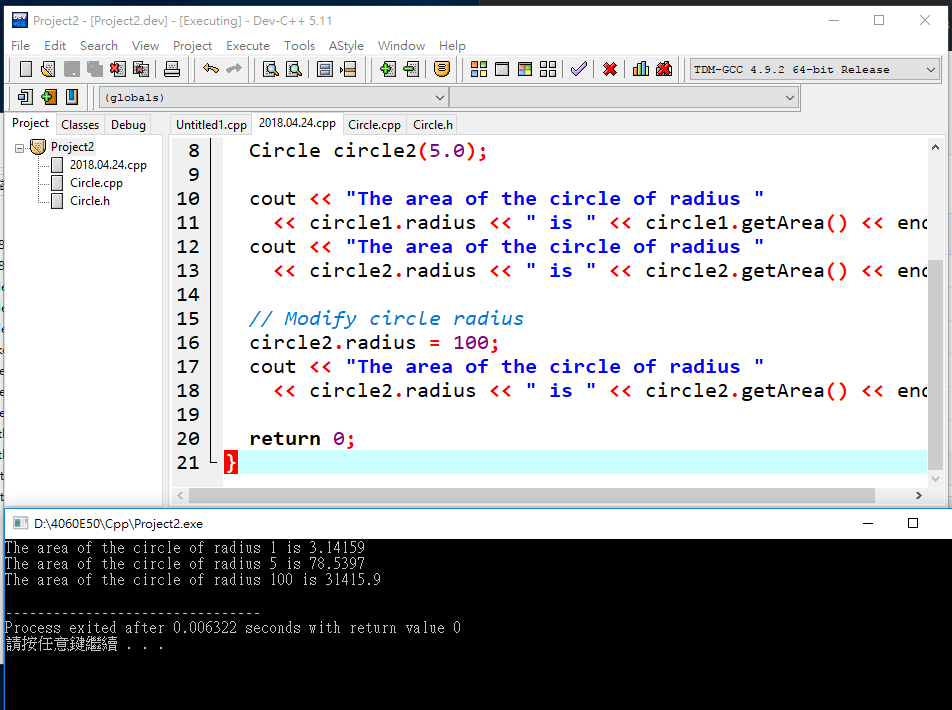 Project2 - [Project2.dev] - [Executing] - Dev-C++ 5.11
File Edit Search View Project Execute Tools AStyle Window Help
TDM-GCC 4.9.2 64-bit Release
(globals)
Project Classes Debug
Untitled1.cpp 2018.04.24.cpp Circle.cpp Circle.h
Project2
2018.04.24.cpp
Circle.cpp
Circle.h
8 Circle circle2(5.0);
9
10 cout << "The area of the circle of radius "
11 << circle1.radius << " is " << circle1.getArea() << end
12 cout << "The area of the circle of radius "
13 << circle2.radius << " is " << circle2.getArea() << end
14
15 // Modify circle radius
16 circle2.radius = 100;
17 cout << "The area of the circle of radius "
18 << circle2.radius << " is " << circle2.getArea() << end
19
20 return 0;
21 }
D:\4060E50\Cpp\Project2.exe
The area of the circle of radius 1 is 3.14159
The area of the circle of radius 5 is 78.5397
The area of the circle of radius 100 is 31415.9
--------------------------------
Process exited after 0.006322 seconds with return value 0
請按任意鍵繼續 . . .